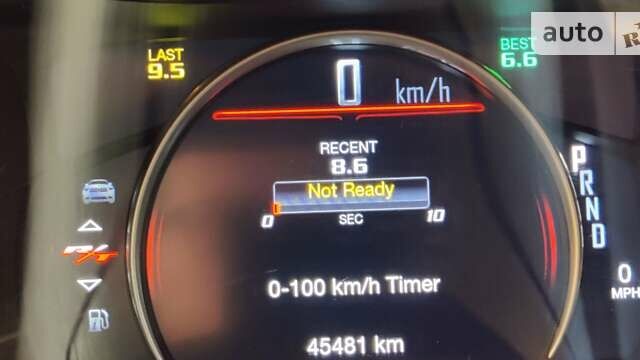 LAST
9.5
BEST
6.6
auto
0 km/h
RECENT
8.6
Not Ready
0 SEC 10
P
R
N
D
R/T
0
MPH
0-100 km/h Timer
45481 km